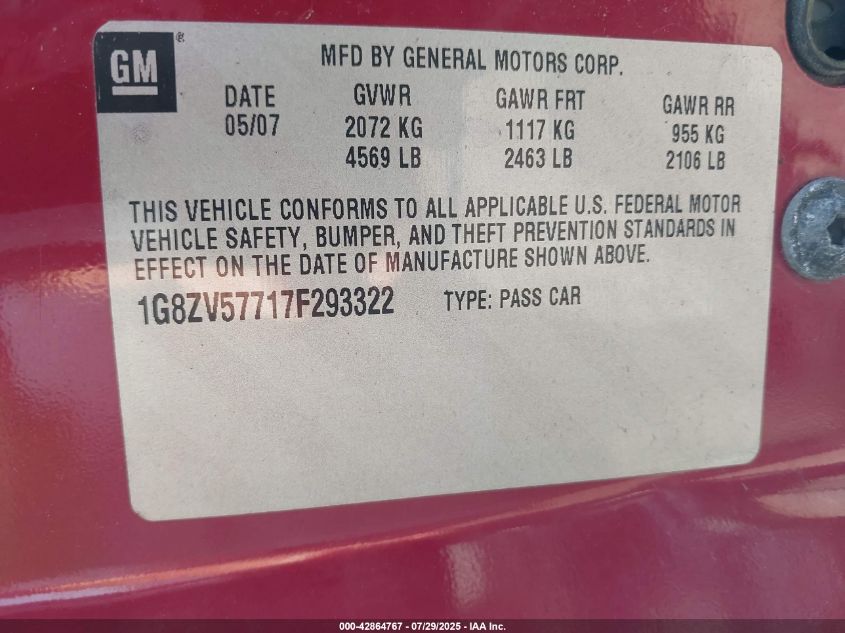 GM ®
MFD BY GENERAL MOTORS CORP.
DATE GVWR GAWR FRT GAWR RR
05/07 2072 KG 1117 KG 955 KG
4569 LB 2463 LB 2106 LB
THIS VEHICLE CONFORMS TO ALL APPLICABLE U.S. FEDERAL MOTOR
VEHICLE SAFETY, BUMPER, AND THEFT PREVENTION STANDARDS IN
EFFECT ON THE DATE OF MANUFACTURE SHOWN ABOVE.
1G8ZV57717F293322 TYPE: PASS CAR
000-42864767 - 07/29/2025 - IAA Inc.